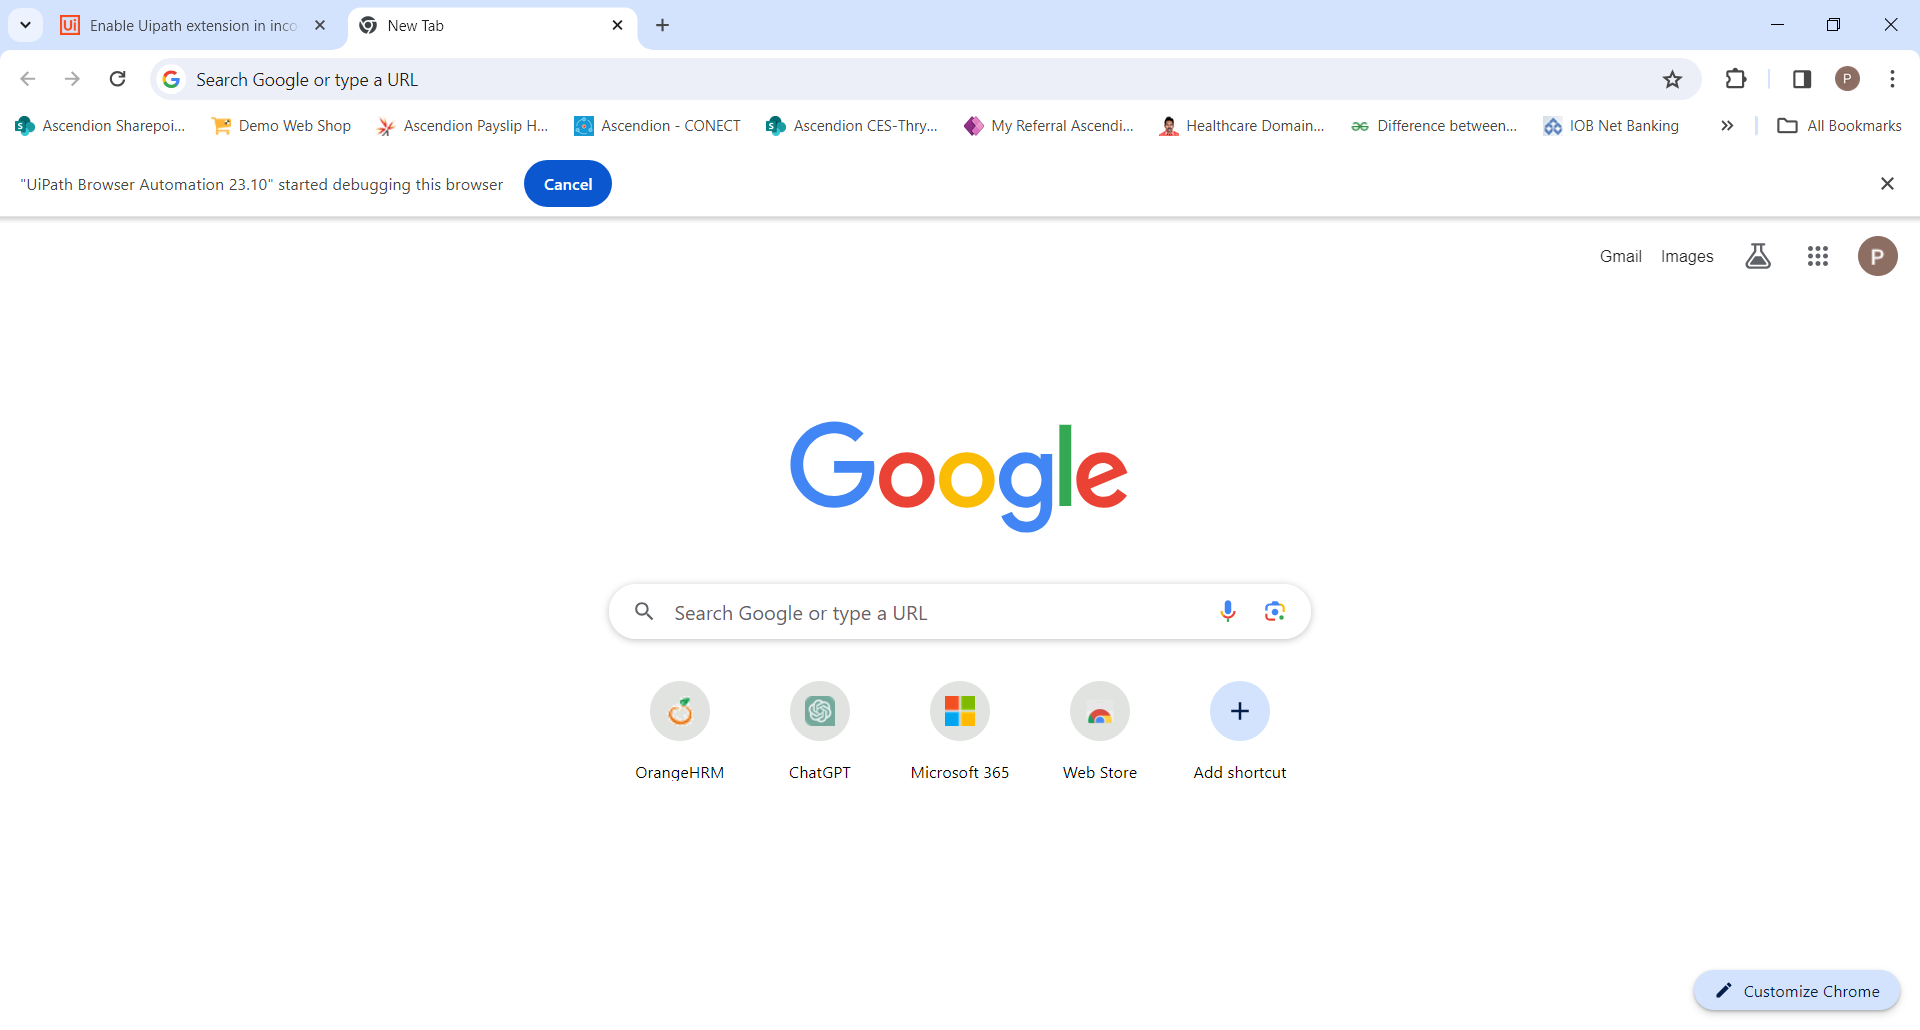 Enable Uipath extension in inco
New Tab
Search Google or type a URL
P
Ascendion Sharepoi...
Demo Web Shop
Ascendion Payslip H...
Ascendion - CONECT
Ascendion CES-Thry...
My Referral Ascendi...
Healthcare Domain...
Difference between...
IOB Net Banking
All Bookmarks
"UiPath Browser Automation 23.10" started debugging this browser
Cancel
Gmail
Images
P
Google
Search Google or type a URL
OrangeHRM
ChatGPT
Microsoft 365
Web Store
Add shortcut
Customize Chrome